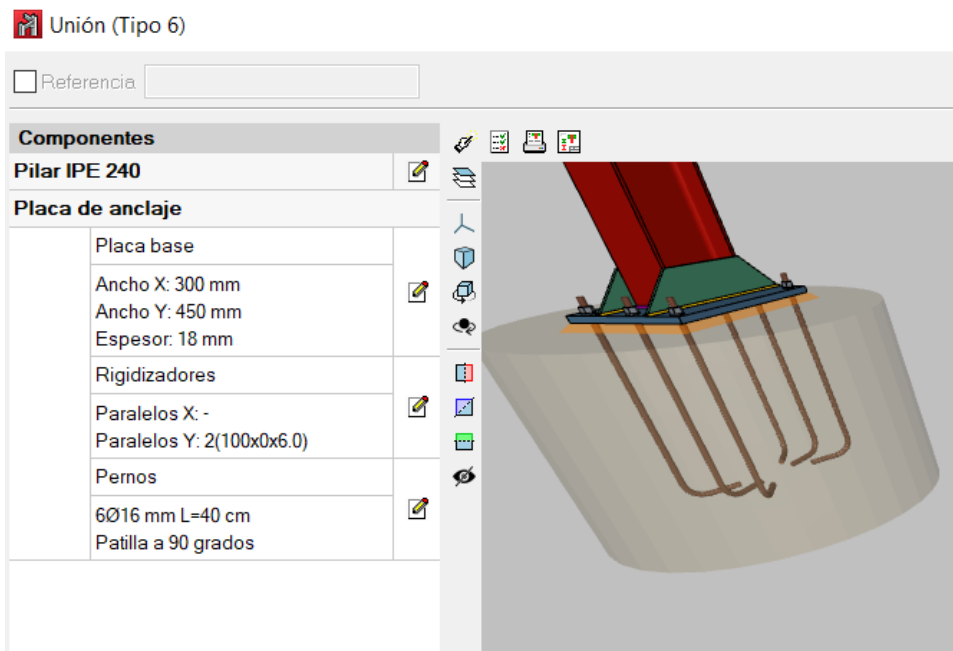 Unión (Tipo 6)
Referencia
Componentes
Pilar IPE 240
Placa de anclaje
Placa base
Ancho X: 300 mm
Ancho Y: 450 mm
Espesor: 18 mm
Rigidizadores
Paralelos X: -
Paralelos Y: 2(100x0x6.0)
Pernos
6Ø16 mm L=40 cm
Patilla a 90 grados